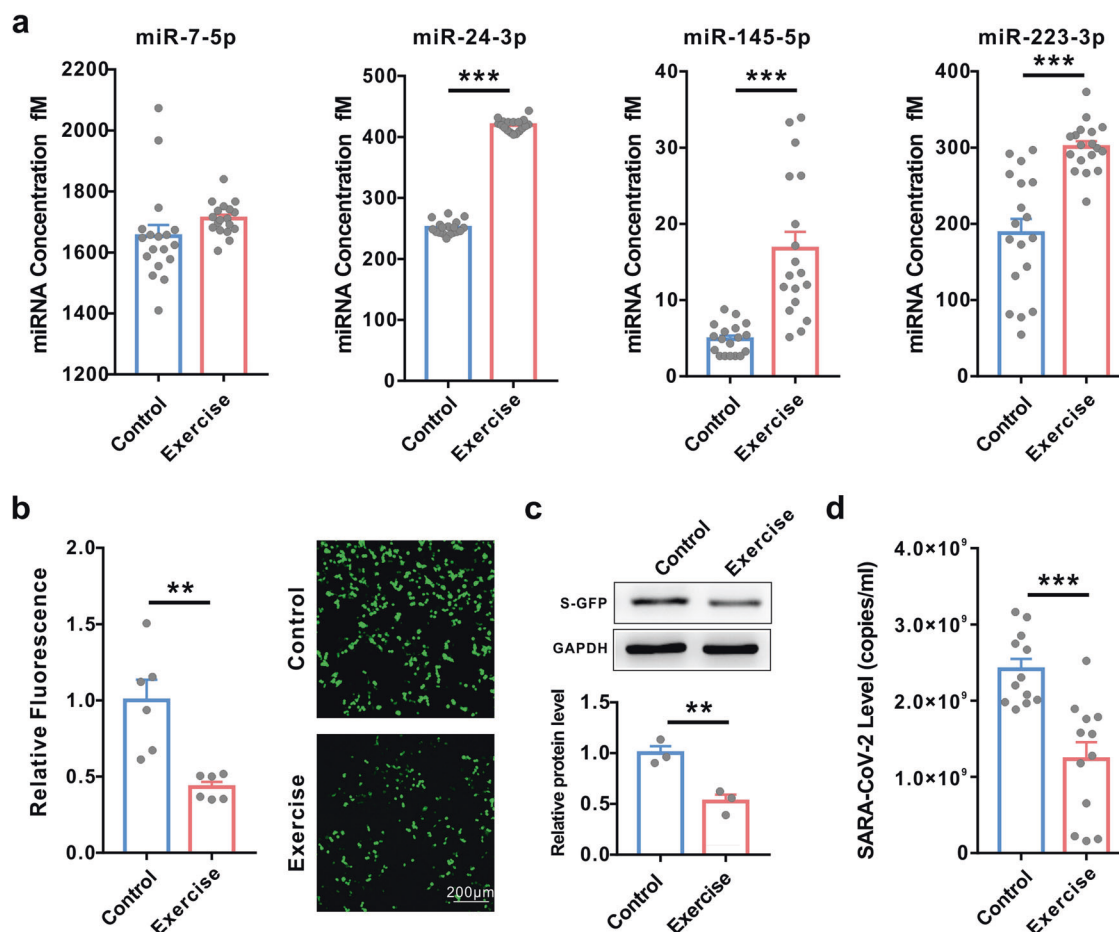 a
miR-7-5p
miRNA Concentration fM
2200
2000
1800
1600
1400
1200
Control
Exercise
miR-24-3p
***
miRNA Concentration fM
500
400
300
200
100
0
Control
Exercise
miR-145-5p
***
miRNA Concentration fM
40
30
20
10
0
Control
Exercise
miR-223-3p
***
miRNA Concentration fM
400
300
200
100
0
Control
Exercise
b
Relative Fluorescence
2.0
1.5
1.0
0.5
0.0
**
Control
Exercise
Control
Exercise
200μm
c
Control
Exercise
S-GFP
GAPDH
Relative protein level
1.5
1.0
0.5
0.0
**
Control
Exercise
d
SARA-CoV-2 Level (copies/ml)
4.0×10⁹
3.0×10⁹
2.0×10⁹
1.0×10⁹
0
***
Control
Exercise